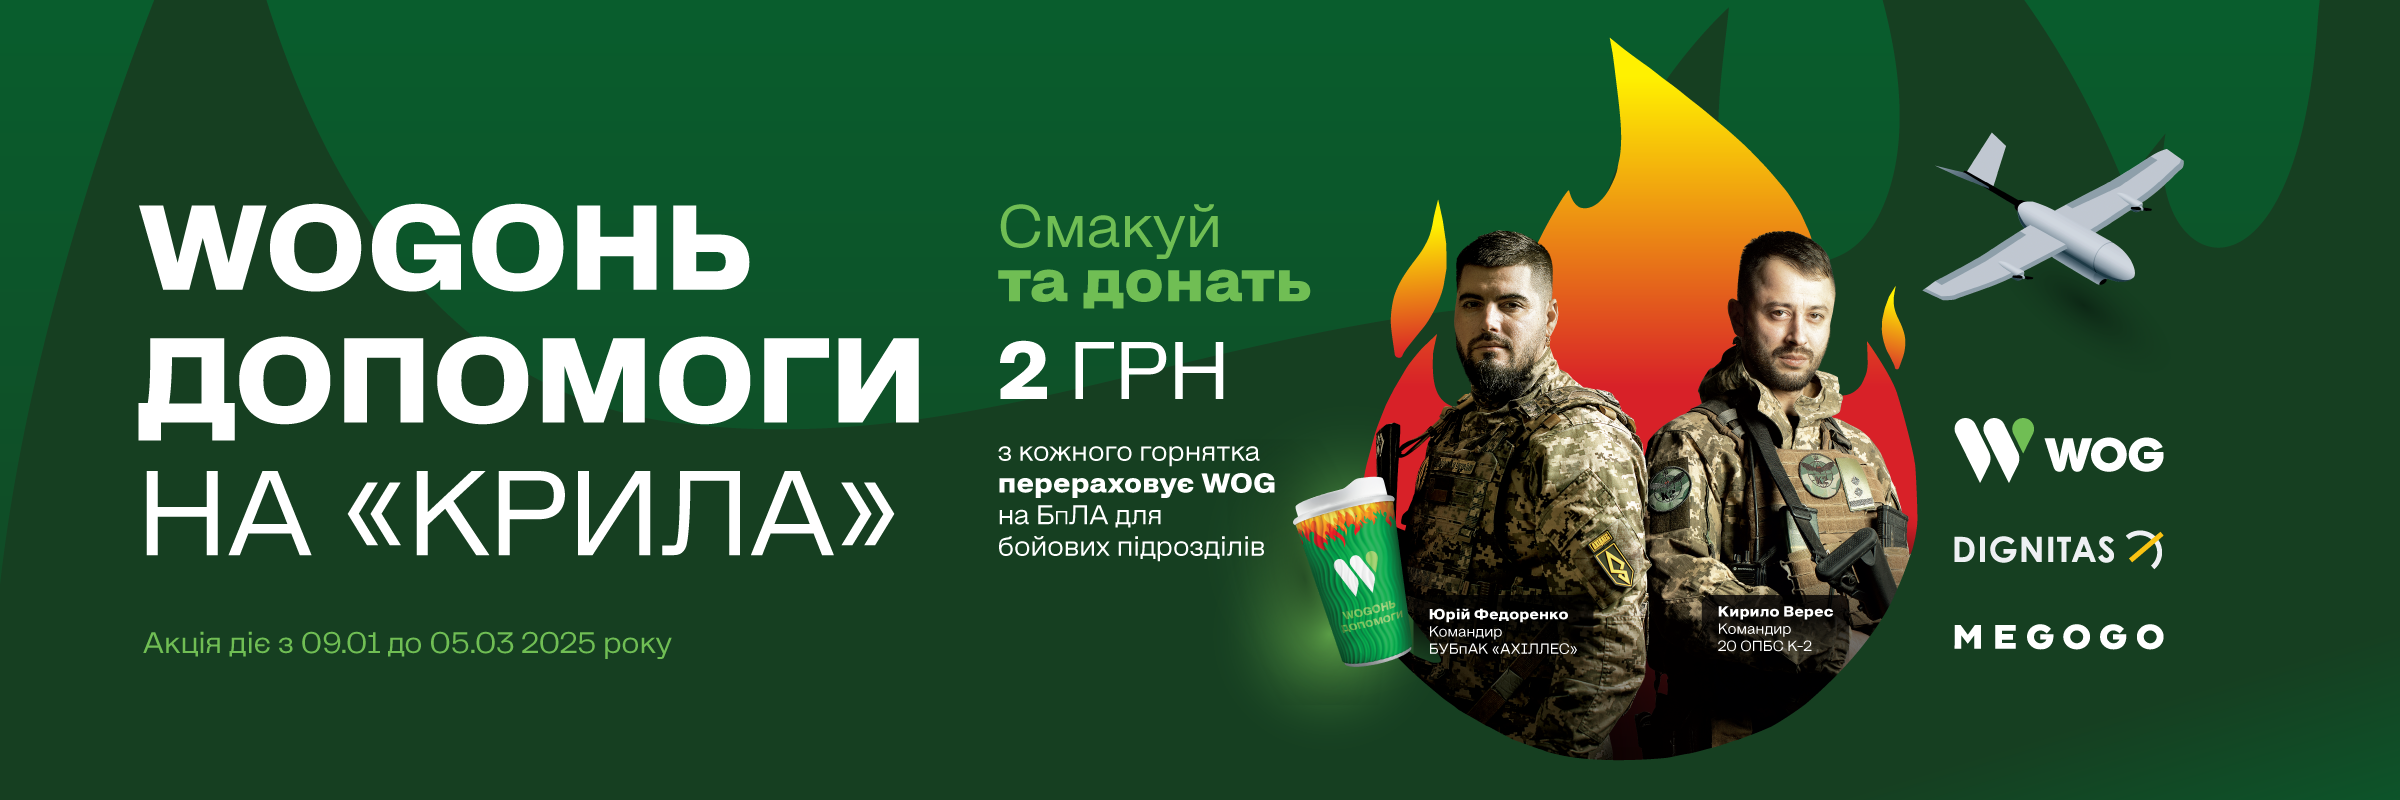 WOGОНЬ
ДОПОМОГИ
НА «КРИЛА»
Акція діє з 09.01 до 05.03 2025 року
Смакуй
та донать
2 ГРН
з кожного горнятка
перераховує WOG
на БпЛА для
бойових підрозділів
WOGОНЬ
ДОПОМОГИ
Юрій Федоренко
Командир
БУБпАК «АХІЛЛЕС»
Кирило Верес
Командир
20 ОПБС К-2
WOG
DIGNITAS
MEGOGO